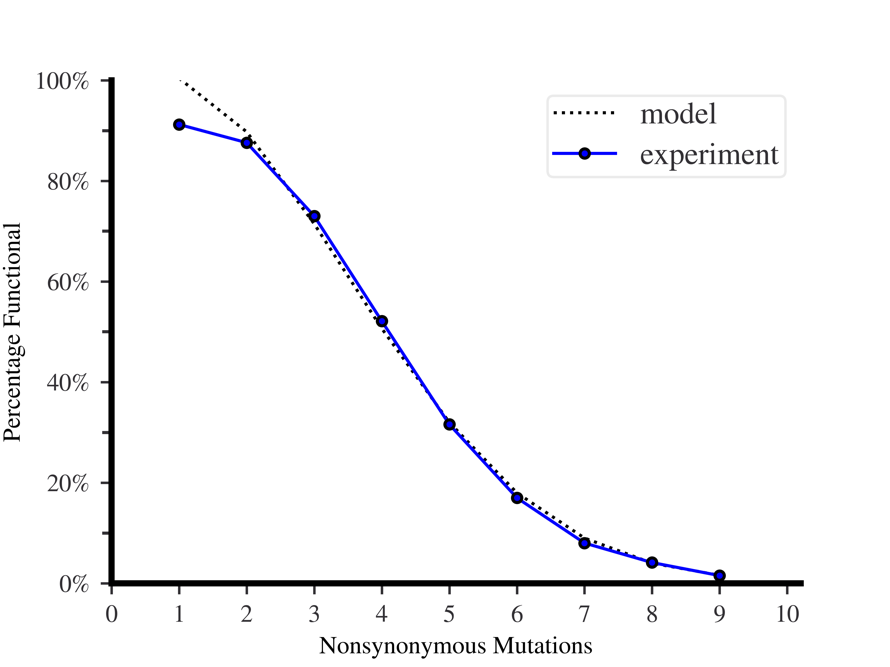 100%
80%
60%
40%
20%
0%
Percentage Functional
model
experiment
0 1 2 3 4 5 6 7 8 9 10
Nonsynonymous Mutations